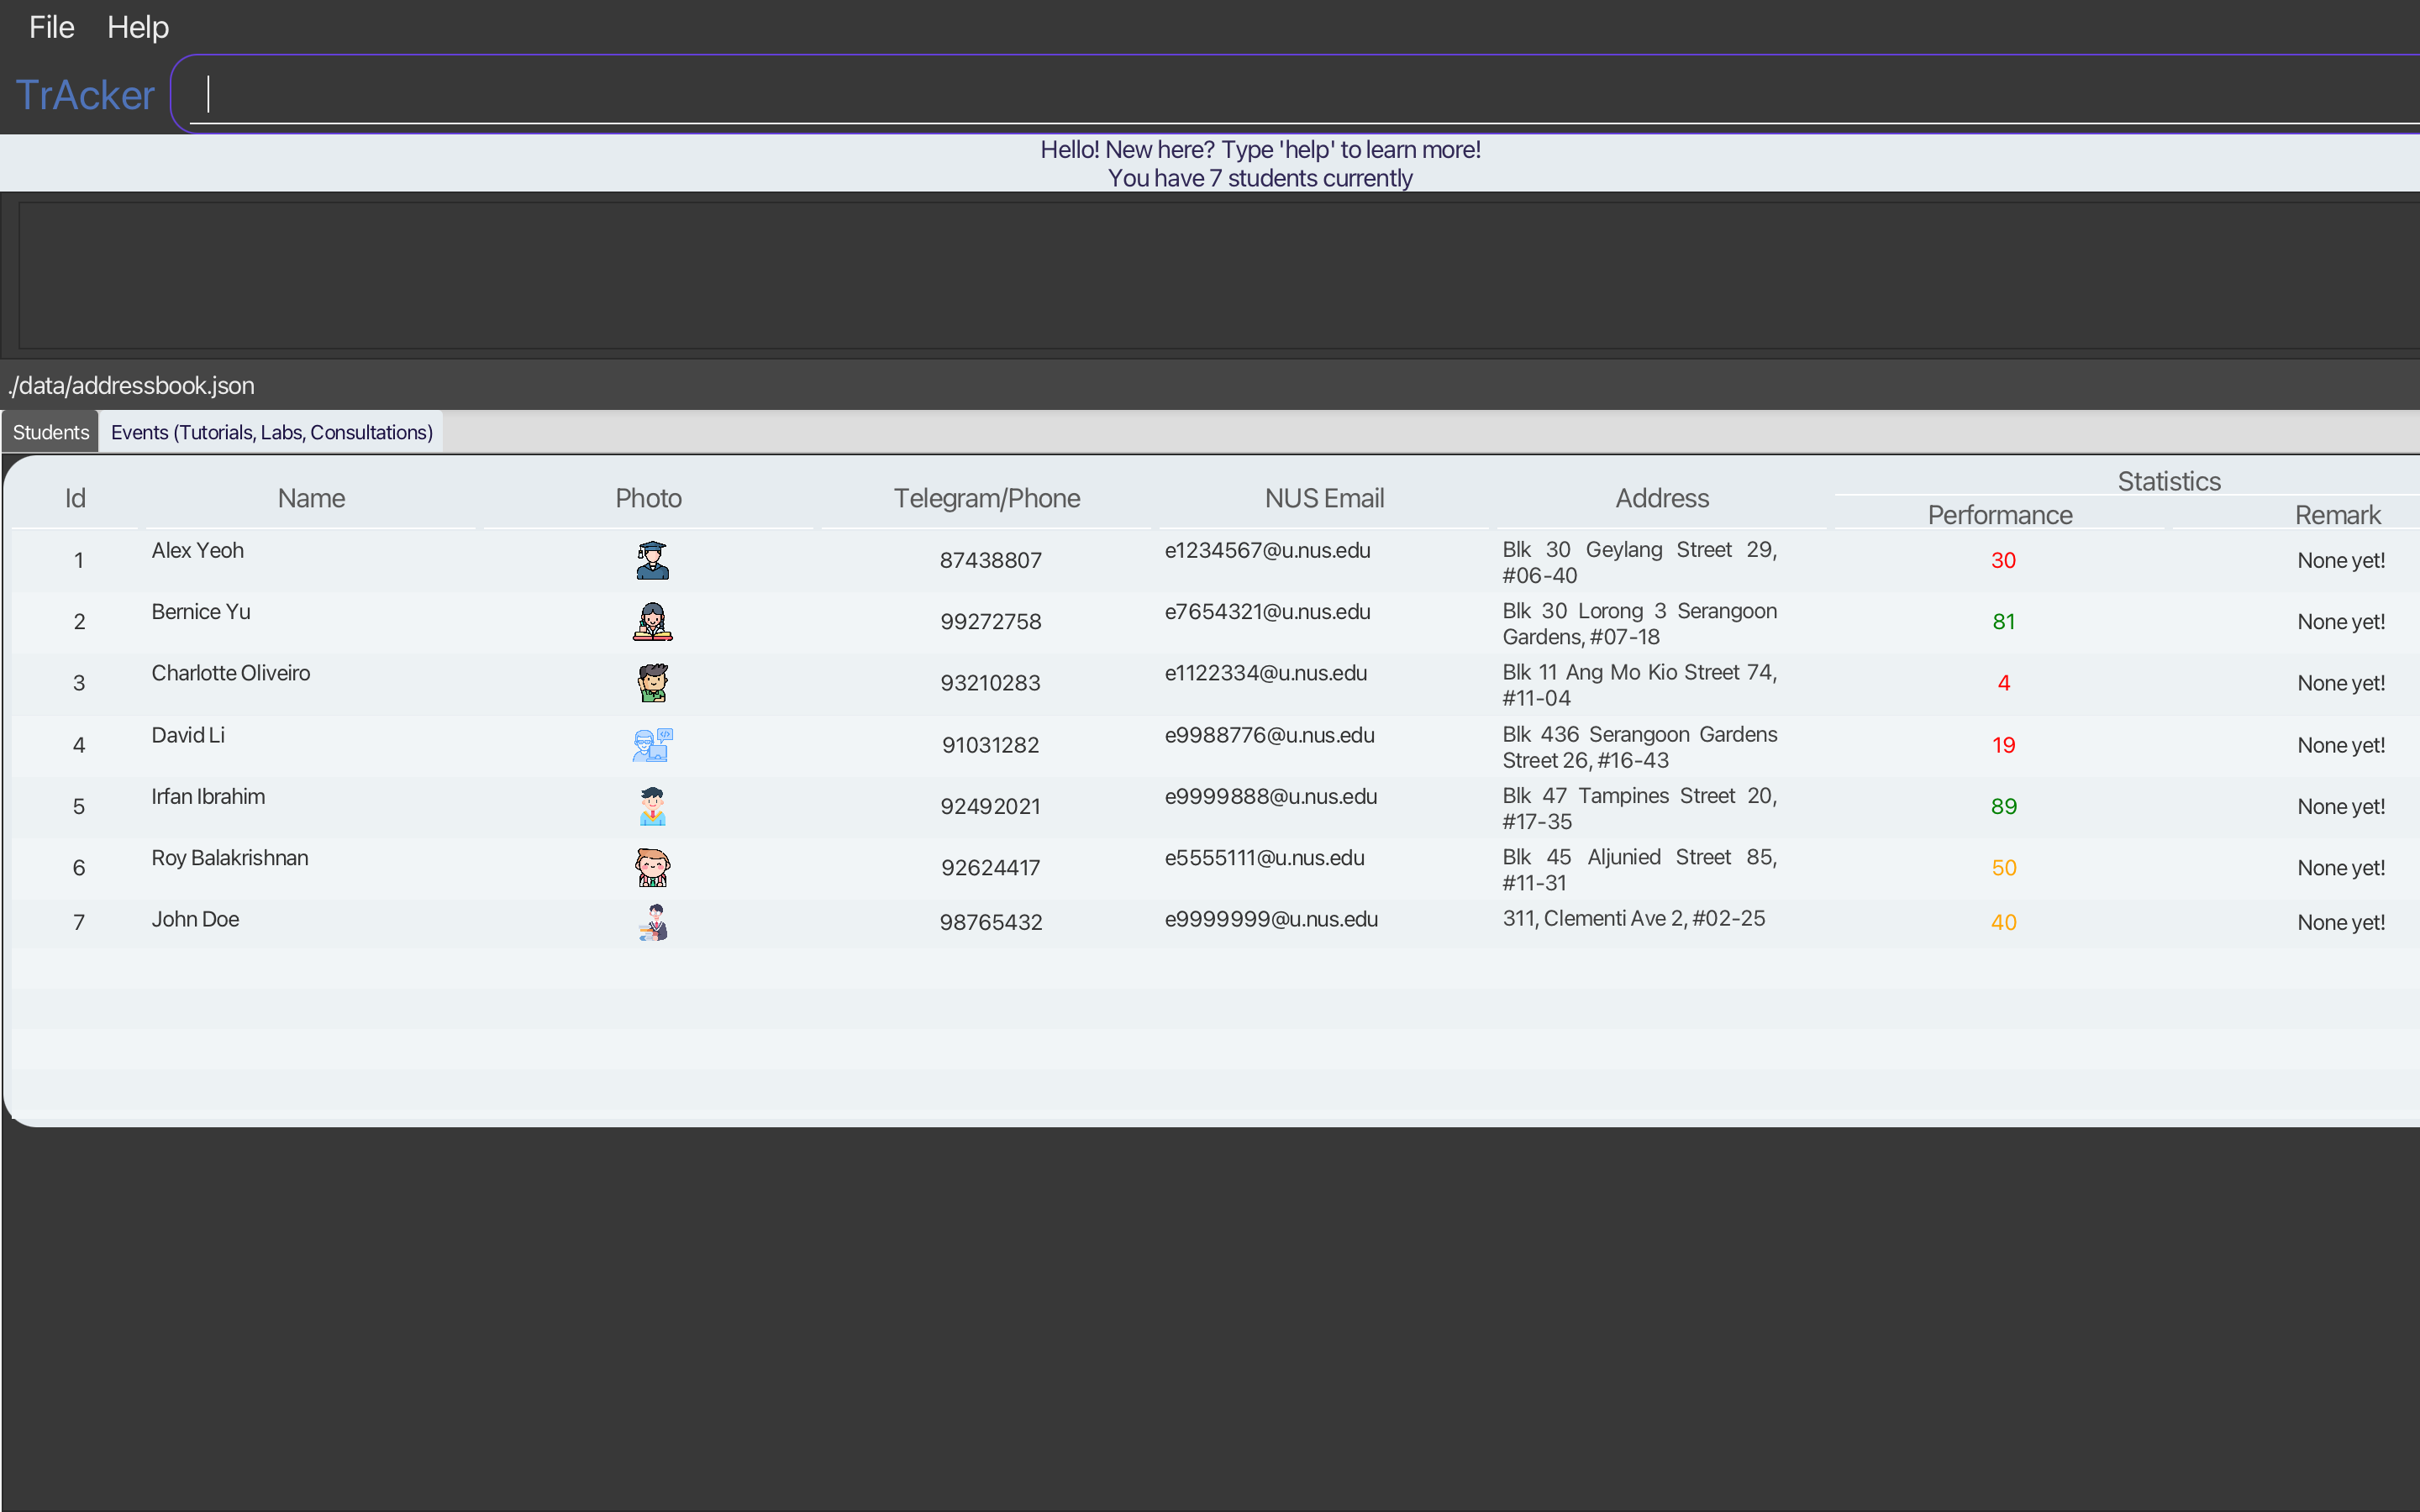 File Help
TrAcker
Hello! New here? Type 'help' to learn more!
You have 7 students currently
./data/addressbook.json
Students Events (Tutorials, Labs, Consultations)
Id Name Photo Telegram/Phone NUS Email Address Statistics
Performance Remark
1 Alex Yeoh 87438807 e1234567@u.nus.edu Blk 30 Geylang Street 29,
#06-40 30 None yet!
2 Bernice Yu 99272758 e7654321@u.nus.edu Blk 30 Lorong 3 Serangoon
Gardens, #07-18 81 None yet!
3 Charlotte Oliveiro 93210283 e1122334@u.nus.edu Blk 11 Ang Mo Kio Street 74,
#11-04 4 None yet!
4 David Li 91031282 e9988776@u.nus.edu Blk 436 Serangoon Gardens
Street 26, #16-43 19 None yet!
5 Irfan Ibrahim 92492021 e9999888@u.nus.edu Blk 47 Tampines Street 20,
#17-35 89 None yet!
6 Roy Balakrishnan 92624417 e5555111@u.nus.edu Blk 45 Aljunied Street 85,
#11-31 50 None yet!
7 John Doe 98765432 e9999999@u.nus.edu 311, Clementi Ave 2, #02-25 40 None yet!